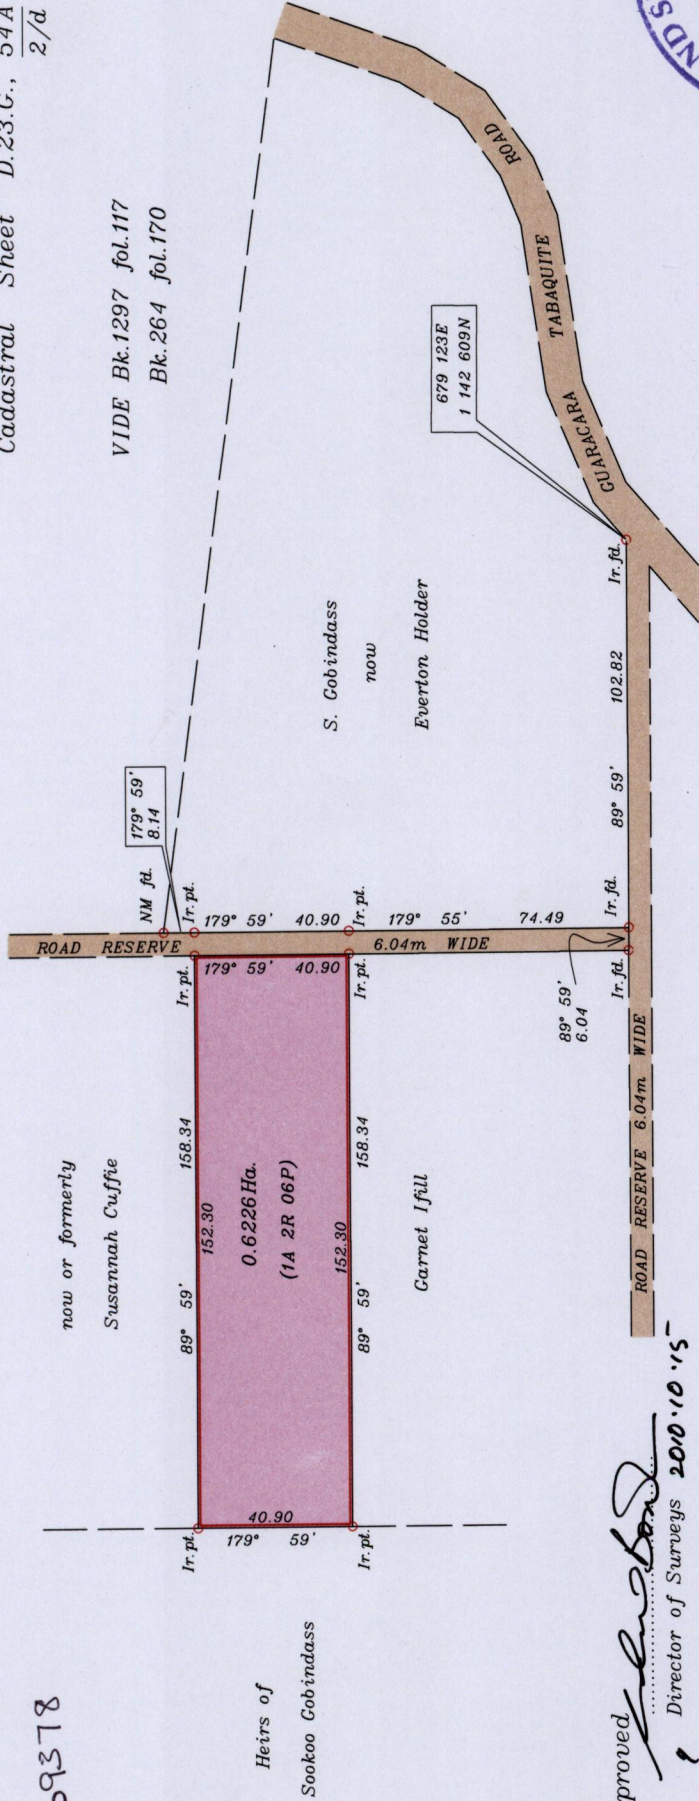 Cadastral Sheet D.23.G., 54A
2/d
VIDE Bk.1297 fol.117
Bk.264 fol.170
ND S
ROAD
TABAQUITE
GUARACARA
679 123E
1 142 609N
S. Gobindass
now
Everton Holder
Ir.fd.
102.82
89° 59'
Ir.fd.
179° 59'
8.14
NM fd.
Ir.pt.
179° 59' 40.90
Ir.pt.
179° 55' 74.49
ROAD RESERVE
6.04m WIDE
Ir.pt.
179° 59' 40.90
Ir.pt.
Ir.fd.
89° 59'
6.04
ROAD RESERVE 6.04m WIDE
now or formerly
Susannah Cuffie
89° 59' 158.34
152.30
0.6226Ha.
(1A 2R 06P)
152.30
89° 59' 158.34
Garnet Ifill
40.90
179° 59'
Ir.pt.
Ir.pt.
Heirs of
Sookoo Gobindass
69378
proved
Director of Surveys 2010.10.15